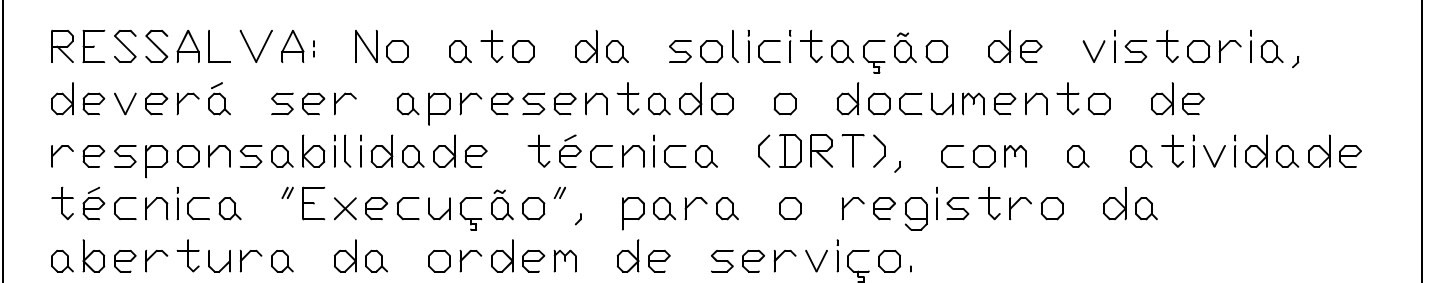 RESSALVA: No ato da solicitação de vistoria,
deverá ser apresentado o documento de
responsabilidade técnica (DRT), com a atividade
técnica "Execução", para o registro da
abertura da ordem de serviço.